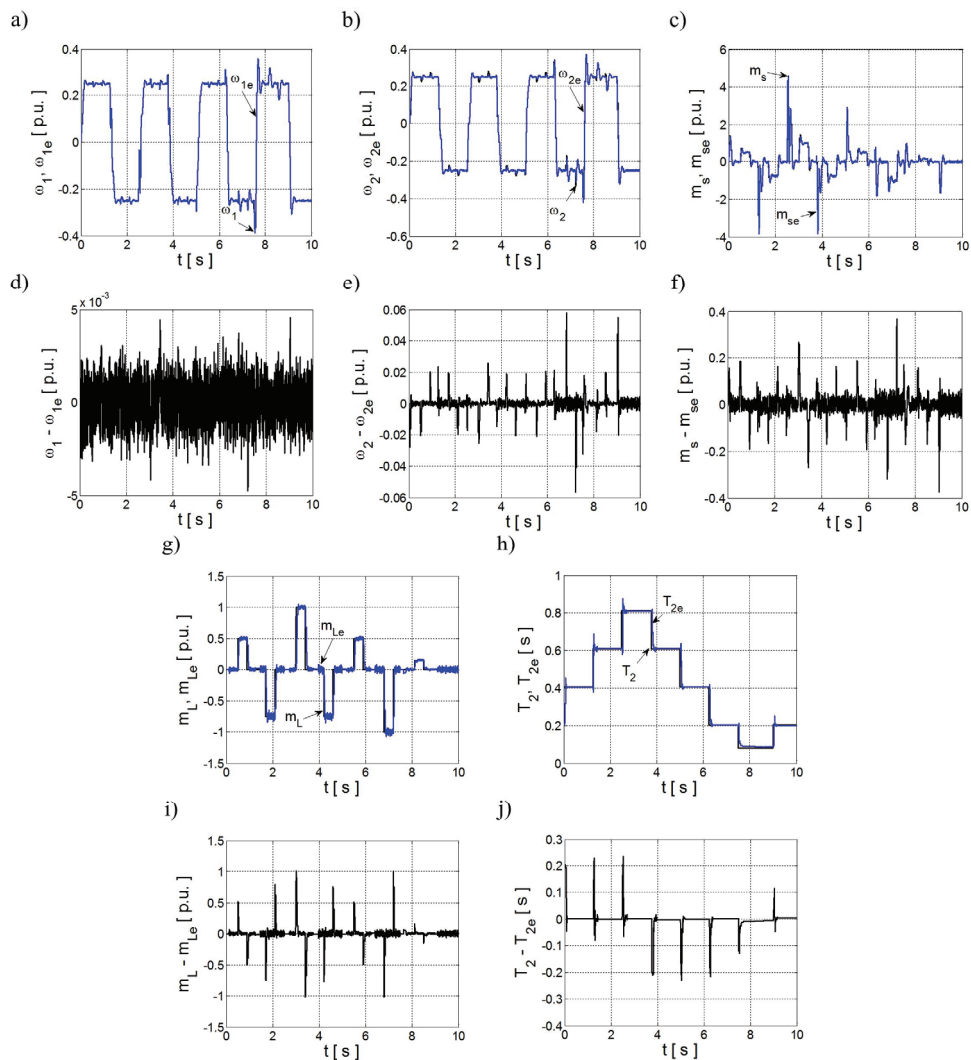 a)
b)
c)
ω1, ω1e [ p.u. ]
0.4
0.2
0
-0.2
-0.4
0 2 4 6 8 10
t [ s ]
ω1e
ω1
ω2, ω2e [ p.u. ]
0.4
0.2
0
-0.2
-0.4
-0.6
0 2 4 6 8 10
t [ s ]
ω2e
ω2
ms, mse [ p.u. ]
6
4
2
0
-2
-4
0 2 4 6 8 10
t [ s ]
ms
mse
d)
e)
f)
ω1 - ω1e [ p.u. ]
5 x 10^-3
0
-5
0 2 4 6 8 10
t [ s ]
ω2 - ω2e [ p.u. ]
0.06
0.04
0.02
0
-0.02
-0.04
-0.06
0 2 4 6 8 10
t [ s ]
ms - mse [ p.u. ]
0.4
0.2
0
-0.2
-0.4
0 2 4 6 8 10
t [ s ]
g)
h)
mL, mLe [ p.u. ]
1.5
1
0.5
0
-0.5
-1
-1.5
0 2 4 6 8 10
t [ s ]
mLe
mL
T2, T2e [ s ]
1
0.8
0.6
0.4
0.2
0
0 2 4 6 8 10
t [ s ]
T2e
T2
i)
j)
mL - mLe [ p.u. ]
1.5
1
0.5
0
-0.5
-1
-1.5
0 2 4 6 8 10
t [ s ]
T2 - T2e [ s ]
0.3
0.2
0.1
0
-0.1
-0.2
-0.3
-0.4
0 2 4 6 8 10
t [ s ]